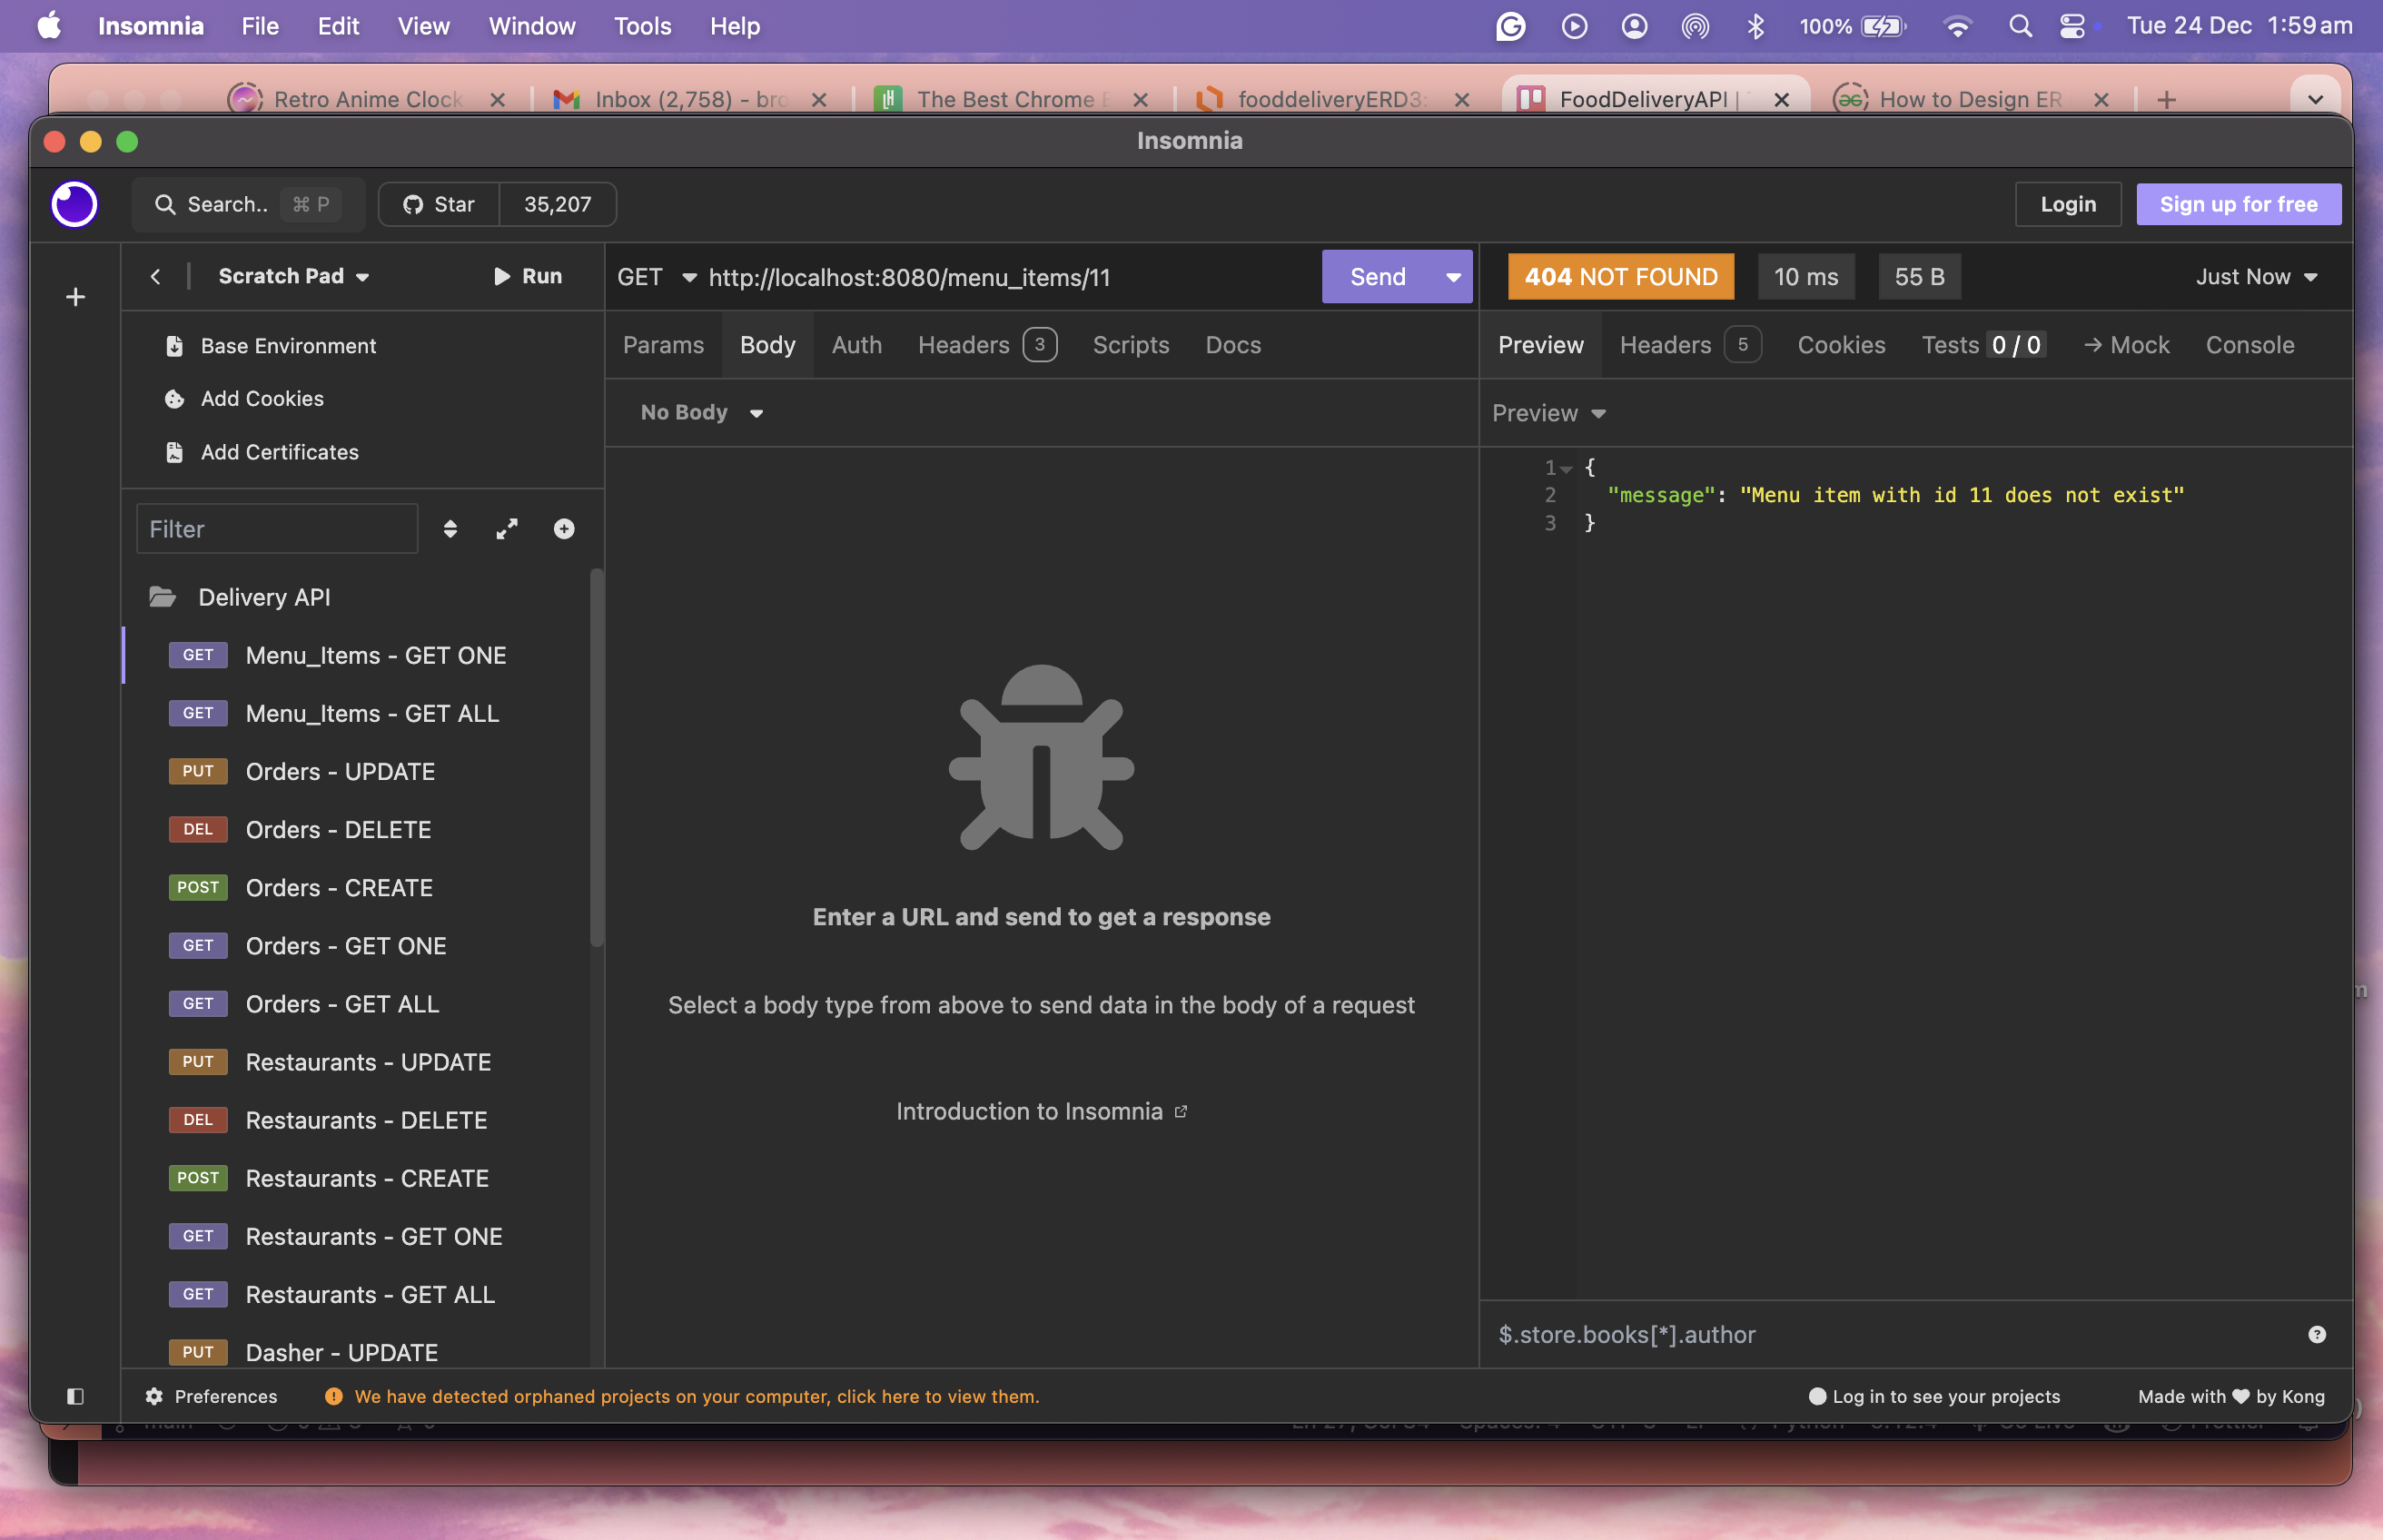 Insomnia File Edit View Window Tools Help 100% Tue 24 Dec 1:59am
Retro Anime Clock Inbox (2,758) - bro The Best Chrome E fooddeliveryERD3: FoodDeliveryAPI | How to Design ER
Insomnia
Search.. ⌘ P Star 35,207 Login Sign up for free
Scratch Pad Run GET http://localhost:8080/menu_items/11 Send 404 NOT FOUND 10 ms 55 B Just Now
Params Body Auth Headers 3 Scripts Docs Preview Headers 5 Cookies Tests 0 / 0 → Mock Console
Base Environment
Add Cookies
Add Certificates
No Body
Preview
1 {
2 "message": "Menu item with id 11 does not exist"
3 }
Filter
Delivery API
GET Menu_Items - GET ONE
GET Menu_Items - GET ALL
PUT Orders - UPDATE
DEL Orders - DELETE
POST Orders - CREATE
GET Orders - GET ONE
GET Orders - GET ALL
PUT Restaurants - UPDATE
DEL Restaurants - DELETE
POST Restaurants - CREATE
GET Restaurants - GET ONE
GET Restaurants - GET ALL
PUT Dasher - UPDATE
Enter a URL and send to get a response
Select a body type from above to send data in the body of a request
Introduction to Insomnia
$.store.books[*].author
Preferences We have detected orphaned projects on your computer, click here to view them. Log in to see your projects Made with ♥ by Kong